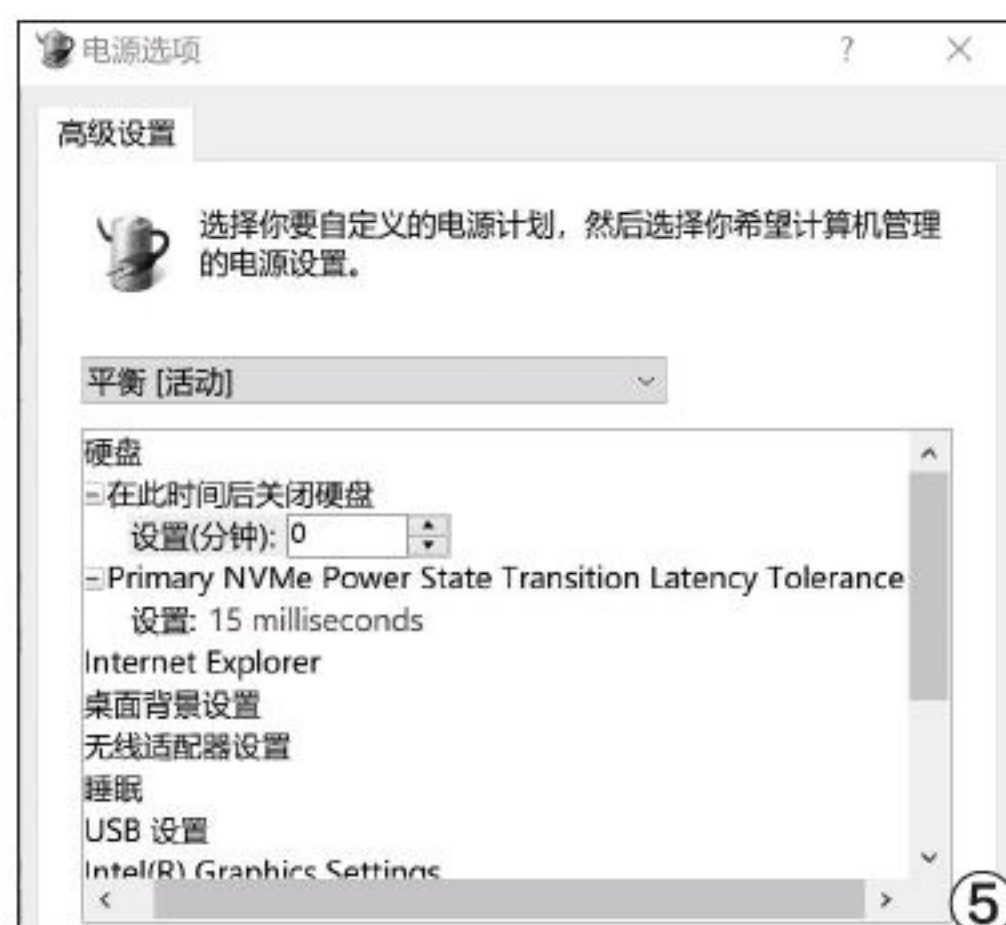 电源选项
高级设置
选择你要自定义的电源计划，然后选择你希望计算机管理
的电源设置。
平衡 [活动]
硬盘
在此时间后关闭硬盘
设置(分钟): 0
Primary NVMe Power State Transition Latency Tolerance
设置: 15 milliseconds
Internet Explorer
桌面背景设置
无线适配器设置
睡眠
USB 设置
Intel(R) Graphics Settings
⑤